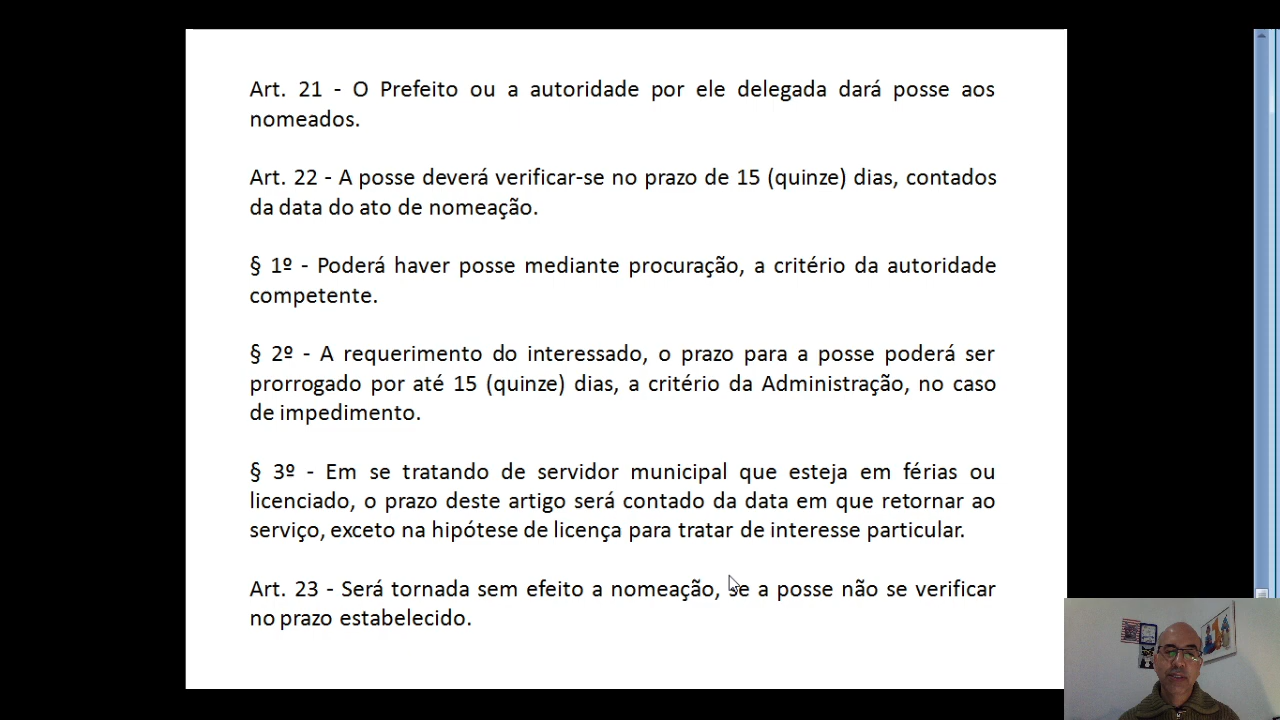 Art. 21 - O Prefeito ou a autoridade por ele delegada dará posse aos
nomeados.
Art. 22 - A posse deverá verificar-se no prazo de 15 (quinze) dias, contados
da data do ato de nomeação.
§ 1º - Poderá haver posse mediante procuração, a critério da autoridade
competente.
§ 2º - A requerimento do interessado, o prazo para a posse poderá ser
prorrogado por até 15 (quinze) dias, a critério da Administração, no caso
de impedimento.
§ 3º - Em se tratando de servidor municipal que esteja em férias ou
licenciado, o prazo deste artigo será contado da data em que retornar ao
serviço, exceto na hipótese de licença para tratar de interesse particular.
Art. 23 - Será tornada sem efeito a nomeação, se a posse não se verificar
no prazo estabelecido.